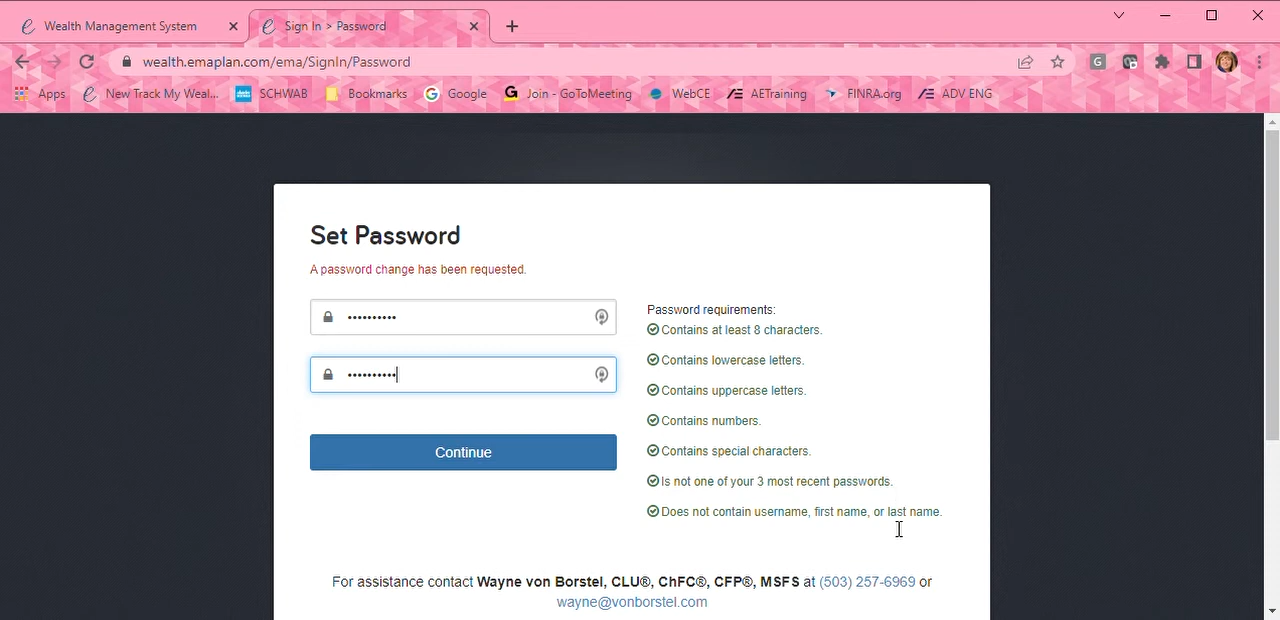 Wealth Management System
Sign In > Password
wealth.emaplan.com/ema/SignIn/Password
Apps
New Track My Weal...
SCHWAB
Bookmarks
Google
Join - GoToMeeting
WebCE
AETraining
FINRA.org
ADV ENG
Set Password
A password change has been requested.
••••••••••
••••••••••
Continue
Password requirements:
Contains at least 8 characters.
Contains lowercase letters.
Contains uppercase letters.
Contains numbers.
Contains special characters.
Is not one of your 3 most recent passwords.
Does not contain username, first name, or last name.
For assistance contact Wayne von Borstel, CLU®, ChFC®, CFP®, MSFS at (503) 257-6969 or
wayne@vonborstel.com